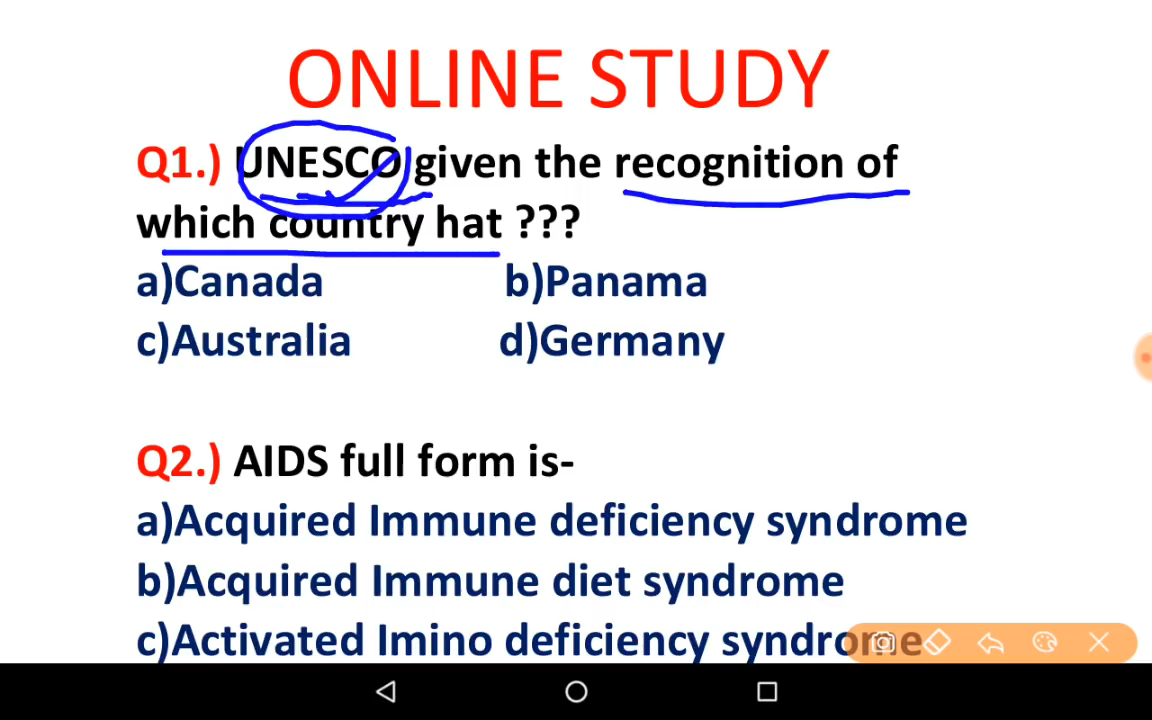 ONLINE STUDY
Q1.) UNESCO given the recognition of
which country hat ???
a)Canada b)Panama
c)Australia d)Germany
Q2.) AIDS full form is-
a)Acquired Immune deficiency syndrome
b)Acquired Immune diet syndrome
c)Activated Imino deficiency syndrome